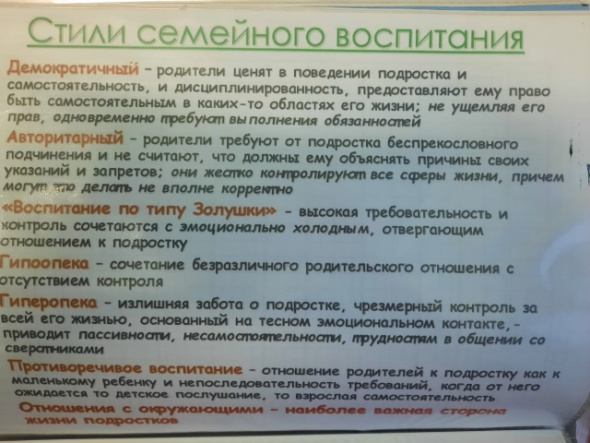 Стили семейного воспитания
Демократичный – родители ценят в поведении подростка и
самостоятельность, и дисциплинированность, предоставляют ему право
быть самостоятельным в каких-то областях его жизни; не ущемляя его
прав, одновременно требуют выполнения обязанностей
Авторитарный – родители требуют от подростка беспрекословного
подчинения и не считают, что должны ему объяснять причины своих
указаний и запретов; они жестко контролируют все сферы жизни, причем
могут это делать не вполне корректно
«Воспитание по типу Золушки» – высокая требовательность и
контроль сочетаются с эмоционально холодным, отвергающим
отношением к подростку
Гипоопека – сочетание безразличного родительского отношения с
отсутствием контроля
Гиперопека – излишняя забота о подростке, чрезмерный контроль за
всей его жизнью, основанный на тесном эмоциональном контакте, –
приводит пассивности, несамостоятельности, трудностям в общении со
сверстниками
Противоречивое воспитание – отношение родителей к подростку как к
маленькому ребенку и непоследовательность требований, когда от него
ожидается то детское послушание, то взрослая самостоятельность
Отношения с окружающими – наиболее важная сторона
жизни подростков